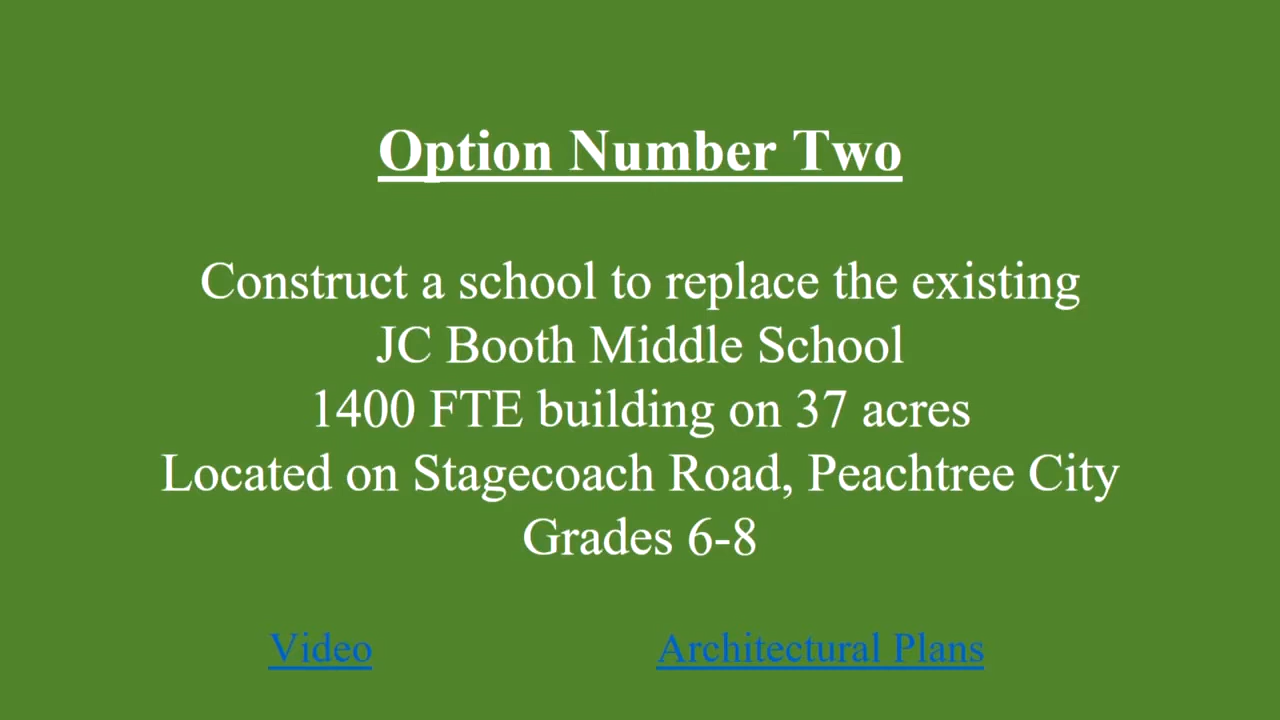 Option Number Two
Construct a school to replace the existing
JC Booth Middle School
1400 FTE building on 37 acres
Located on Stagecoach Road, Peachtree City
Grades 6-8
Video Architectural Plans